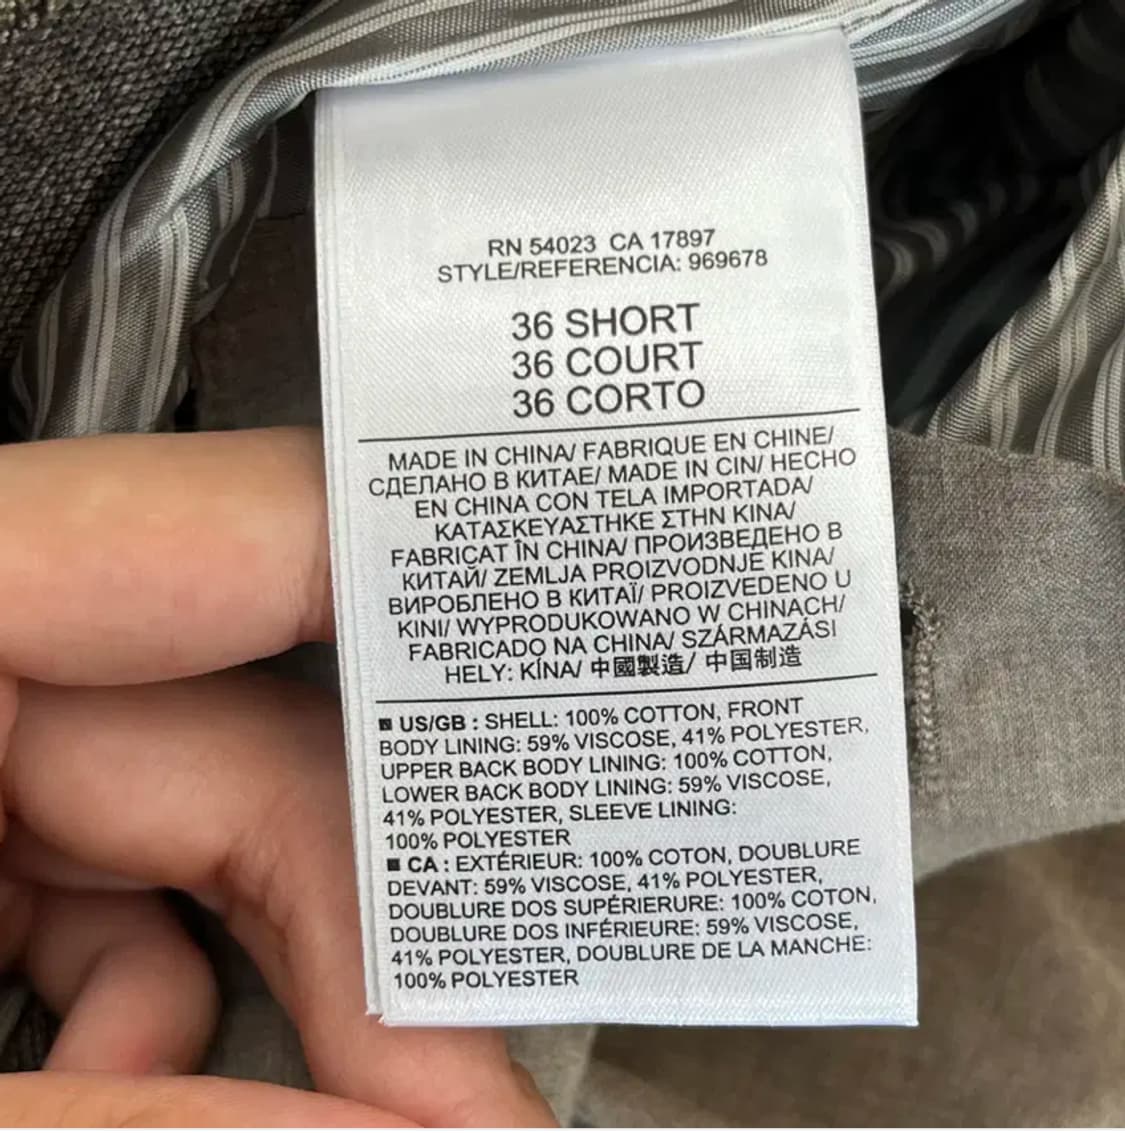 RN 54023 CA 17897
STYLE/REFERENCIA: 969678
36 SHORT
36 COURT
36 CORTO
MADE IN CHINA/ FABRIQUE EN CHINE/
СДЕЛАНО В КИТАЕ/ MADE IN CIN/ HECHO
EN CHINA CON TELA IMPORTADA/
ΚΑΤΑΣΚΕΥΑΣΤΗΚΕ ΣΤΗΝ ΚΙΝΑ/
FABRICAT ÎN CHINA/ ПРОИЗВЕДЕНО В
КИТАЙ/ ZEMLJA PROIZVODNJE KINA/
ВИРОБЛЕНО В КИТАЇ/ PROIZVEDENO U
KINI/ WYPRODUKOWANO W CHINACH/
FABRICADO NA CHINA/ SZÁRMAZÁSI
HELY: KÍNA/ 中國製造/ 中国制造
■ US/GB : SHELL: 100% COTTON, FRONT
BODY LINING: 59% VISCOSE, 41% POLYESTER,
UPPER BACK BODY LINING: 100% COTTON,
LOWER BACK BODY LINING: 59% VISCOSE,
41% POLYESTER, SLEEVE LINING:
100% POLYESTER
■ CA : EXTÉRIEUR: 100% COTON, DOUBLURE
DEVANT: 59% VISCOSE, 41% POLYESTER,
DOUBLURE DOS SUPÉRIERURE: 100% COTON,
DOUBLURE DOS INFÉRIEURE: 59% VISCOSE,
41% POLYESTER, DOUBLURE DE LA MANCHE:
100% POLYESTER